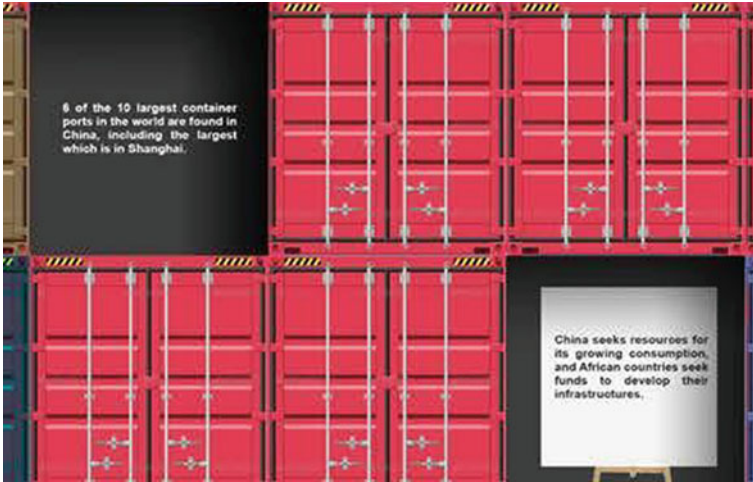 6 of the 10 largest container
ports in the world are found in
China, including the largest
which is in Shanghai.
China seeks resources for
its growing consumption,
and African countries seek
funds to develop their
infrastructures.